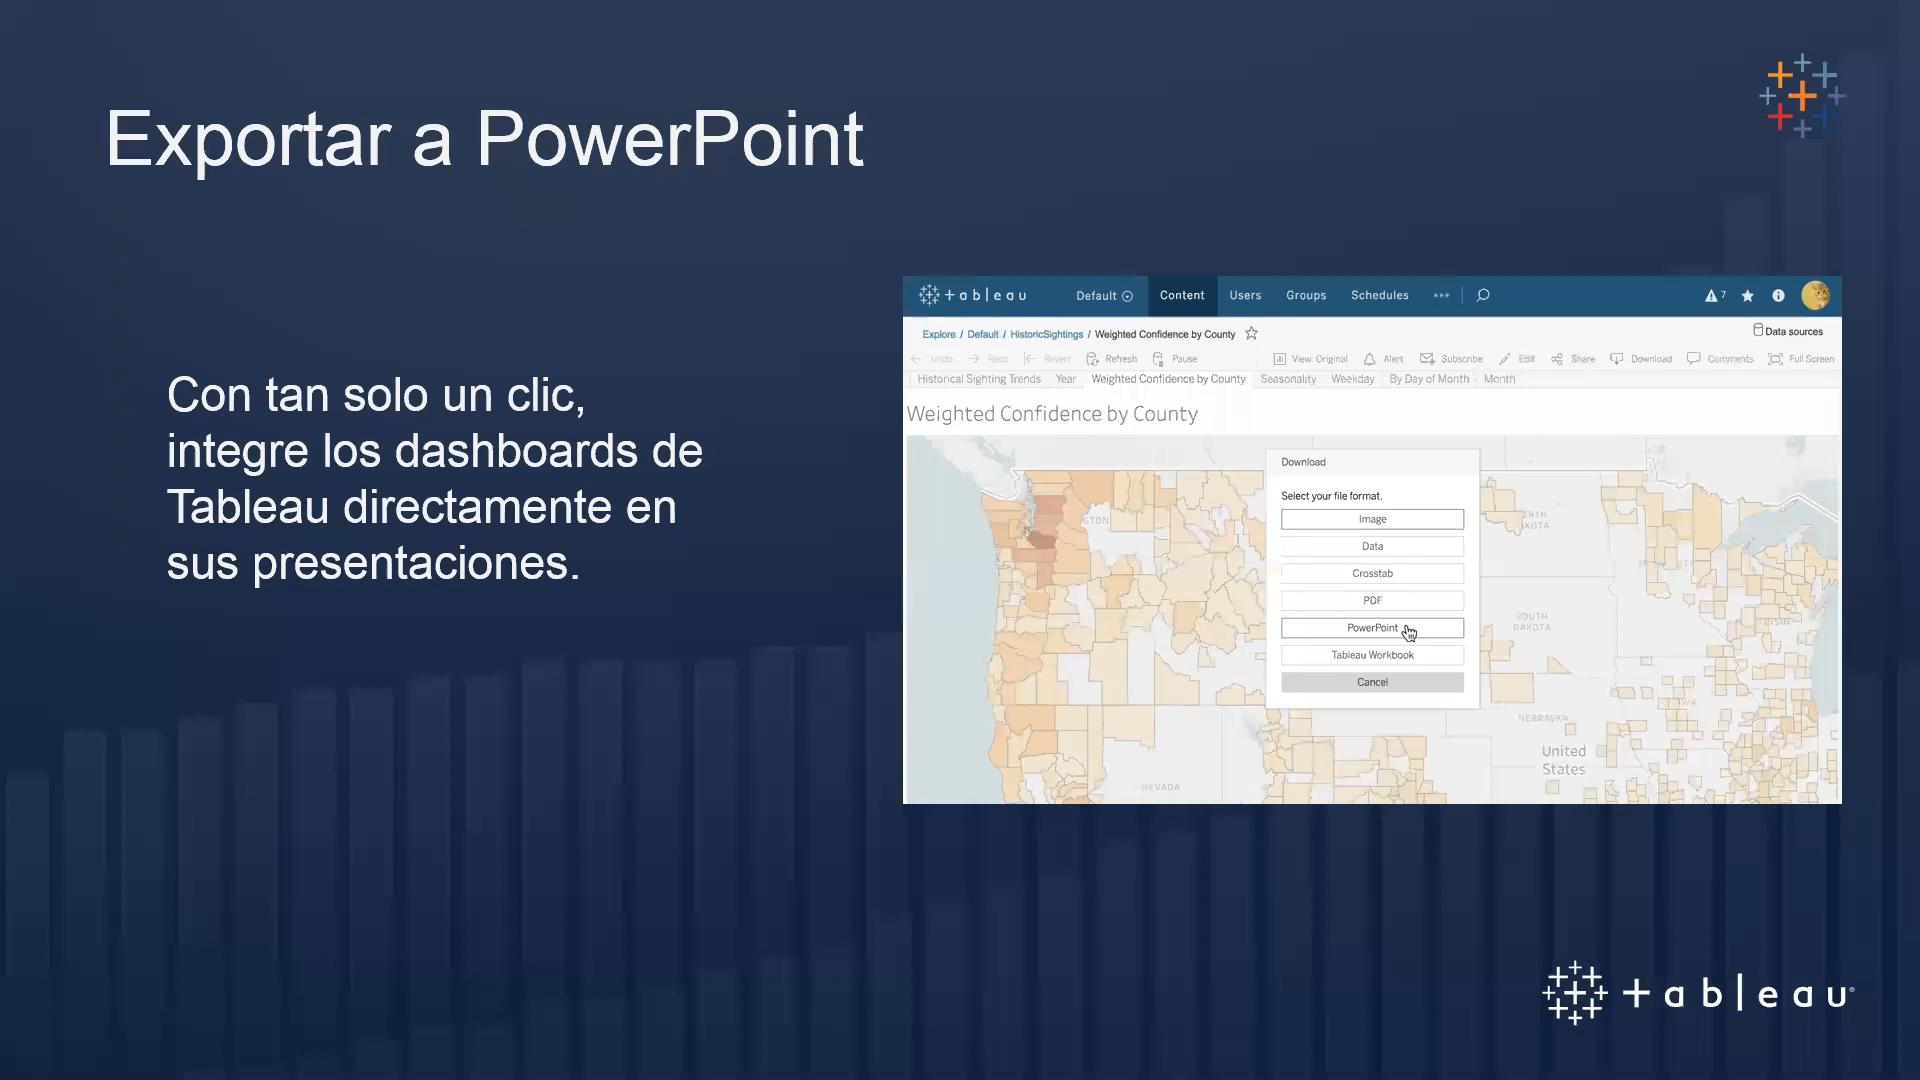 Exportar a PowerPoint
Con tan solo un clic,
integre los dashboards de
Tableau directamente en
sus presentaciones.
+ableau Default Content Users Groups Schedules ••• 7
Explore / Default / HistoricSightings / Weighted Confidence by County Data sources
Undo Redo Revert Refresh Pause View: Original Alert Subscribe Edit Share Download Comments Full Screen
Historical Sighting Trends Year Weighted Confidence by County Seasonality Weekday By Day of Month Month
Weighted Confidence by County
Download
Select your file format.
Image
Data
Crosstab
PDF
PowerPoint
Tableau Workbook
Cancel
SOUTH
DAKOTA
NEBRASKA
United
States
NEVADA
+ableau®